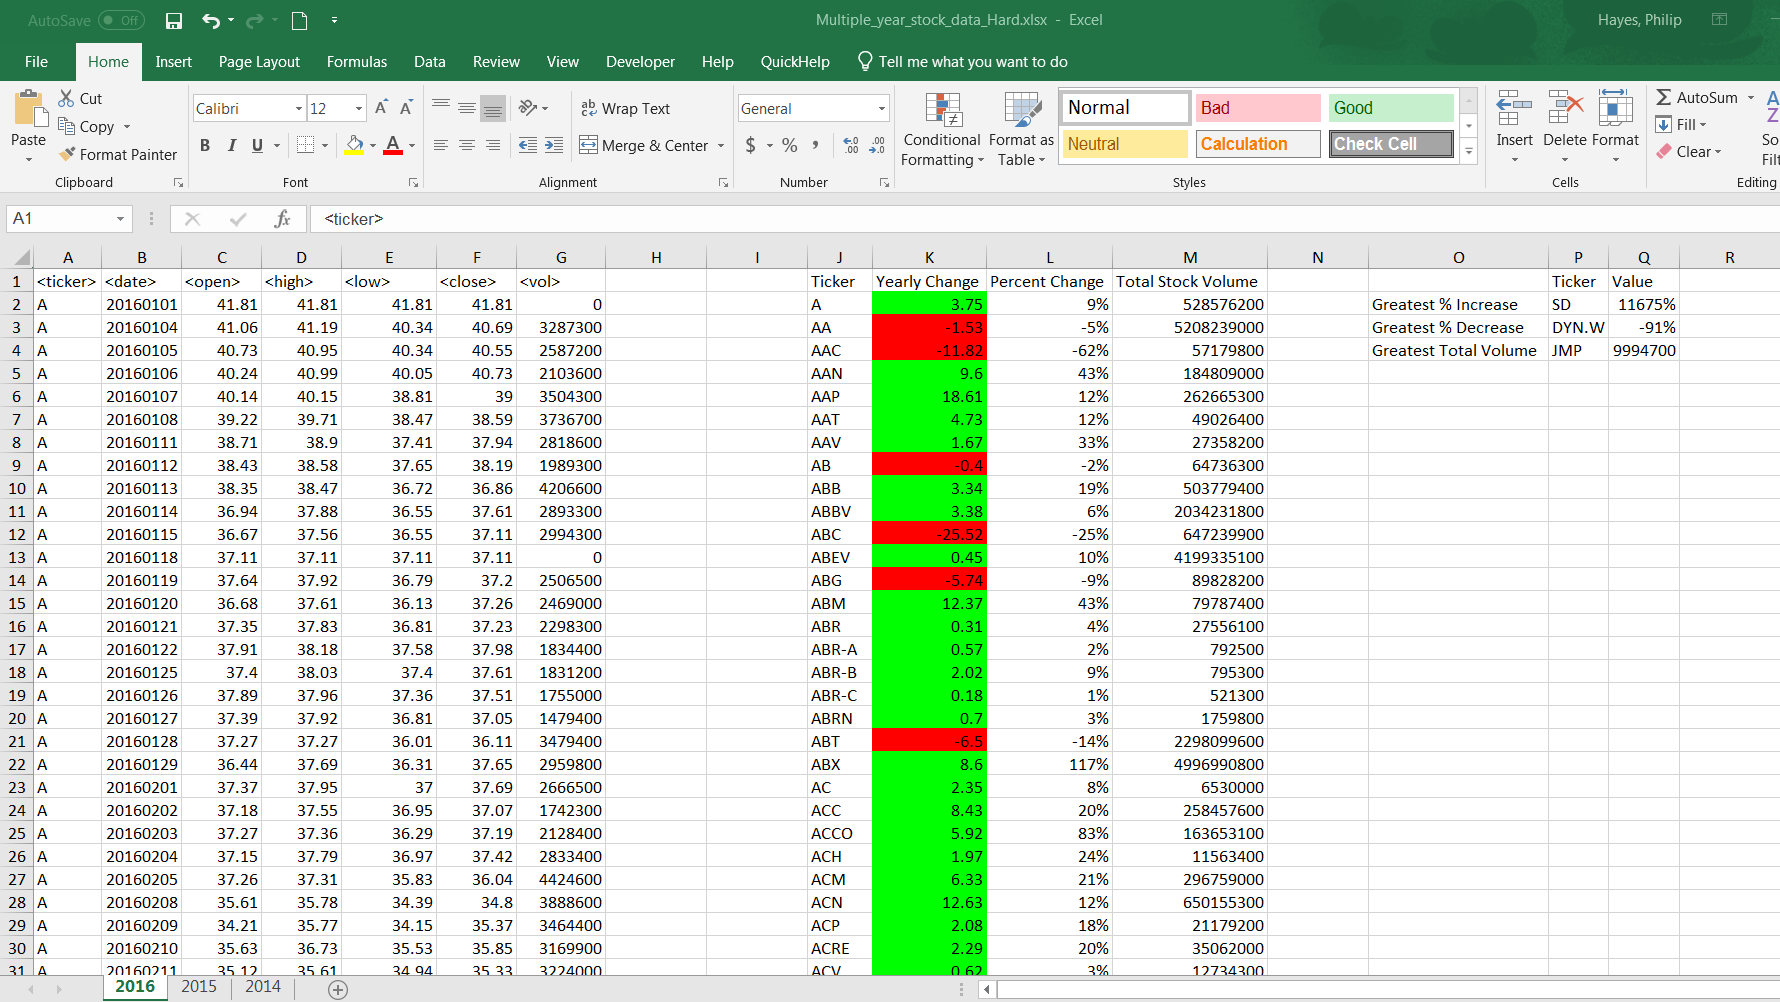 AutoSave Off Multiple_year_stock_data_Hard.xlsx - Excel Hayes, Philip
File Home Insert Page Layout Formulas Data Review View Developer Help QuickHelp Tell me what you want to do
Paste
Cut
Copy
Format Painter
Clipboard
Calibri 12
B I U A
Font
Wrap Text
Merge & Center
Alignment
General
$ % ,
Number
Conditional Formatting
Format as Table
Normal Bad Good
Neutral Calculation Check Cell
Styles
Insert Delete Format
Cells
AutoSum
Fill
Clear
Editing
A1 fx <ticker>
A B C D E F G H I J K L M N O P Q R
1 <ticker> <date> <open> <high> <low> <close> <vol> Ticker Yearly Change Percent Change Total Stock Volume Ticker Value
2 A 20160101 41.81 41.81 41.81 41.81 0 A 3.75 9% 528576200 Greatest % Increase SD 11675%
3 A 20160104 41.06 41.19 40.34 40.69 3287300 AA -1.53 -5% 5208239000 Greatest % Decrease DYN.W -91%
4 A 20160105 40.73 40.95 40.34 40.55 2587200 AAC -11.82 -62% 57179800 Greatest Total Volume JMP 9994700
5 A 20160106 40.24 40.99 40.05 40.73 2103600 AAN 9.6 43% 184809000
6 A 20160107 40.14 40.15 38.81 39 3504300 AAP 18.61 12% 262665300
7 A 20160108 39.22 39.71 38.47 38.59 3736700 AAT 4.73 12% 49026400
8 A 20160111 38.71 38.9 37.41 37.94 2818600 AAV 1.67 33% 27358200
9 A 20160112 38.43 38.58 37.65 38.19 1989300 AB -0.4 -2% 64736300
10 A 20160113 38.35 38.47 36.72 36.86 4206600 ABB 3.34 19% 503779400
11 A 20160114 36.94 37.88 36.55 37.61 2893300 ABBV 3.38 6% 2034231800
12 A 20160115 36.67 37.56 36.55 37.11 2994300 ABC -25.52 -25% 647239900
13 A 20160118 37.11 37.11 37.11 37.11 0 ABEV 0.45 10% 4199335100
14 A 20160119 37.64 37.92 36.79 37.2 2506500 ABG -5.74 -9% 89828200
15 A 20160120 36.68 37.61 36.13 37.26 2469000 ABM 12.37 43% 79787400
16 A 20160121 37.35 37.83 36.81 37.23 2298300 ABR 0.31 4% 27556100
17 A 20160122 37.91 38.18 37.58 37.98 1834400 ABR-A 0.57 2% 792500
18 A 20160125 37.4 38.03 37.4 37.61 1831200 ABR-B 2.02 9% 795300
19 A 20160126 37.89 37.96 37.36 37.51 1755000 ABR-C 0.18 1% 521300
20 A 20160127 37.39 37.92 36.81 37.05 1479400 ABRN 0.7 3% 1759800
21 A 20160128 37.27 37.27 36.01 36.11 3479400 ABT -6.5 -14% 2298099600
22 A 20160129 36.44 37.69 36.31 37.65 2959800 ABX 8.6 117% 4996990800
23 A 20160201 37.37 37.95 37 37.69 2666500 AC 2.35 8% 6530000
24 A 20160202 37.18 37.55 36.95 37.07 1742300 ACC 8.43 20% 258457600
25 A 20160203 37.27 37.36 36.29 37.19 2128400 ACCO 5.92 83% 163653100
26 A 20160204 37.15 37.79 36.97 37.42 2833400 ACH 1.97 24% 11563400
27 A 20160205 37.26 37.31 35.83 36.04 4424600 ACM 6.33 21% 296759000
28 A 20160208 35.61 35.78 34.39 34.8 3888600 ACN 12.63 12% 650155300
29 A 20160209 34.21 35.77 34.15 35.37 3464400 ACP 2.08 18% 21179200
30 A 20160210 35.63 36.73 35.53 35.85 3169900 ACRE 2.29 20% 35062000
31 A 20160211 35.12 35.61 34.94 35.33 3224000 ACV 0.62 3% 12734300
2016 2015 2014